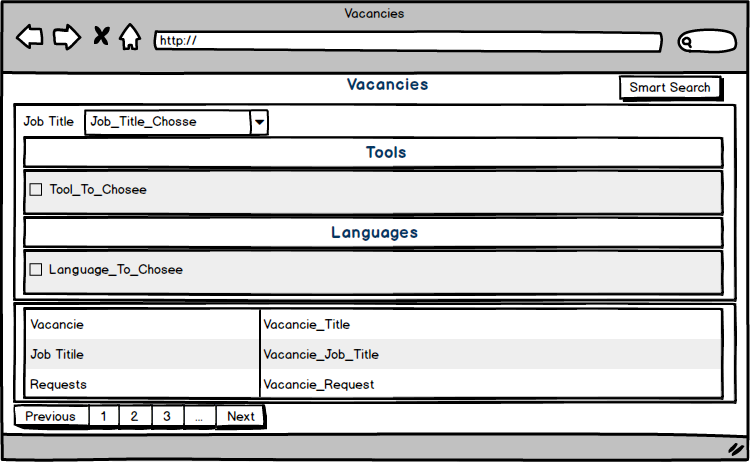 Vacancies
http://
Vacancies
Smart Search
Job Title Job_Title_Chosse
Tools
Tool_To_Chosee
Languages
Language_To_Chosee
Vacancie Vacancie_Title
Job Titile Vacancie_Job_Title
Requests Vacancie_Request
Previous 1 2 3 ... Next